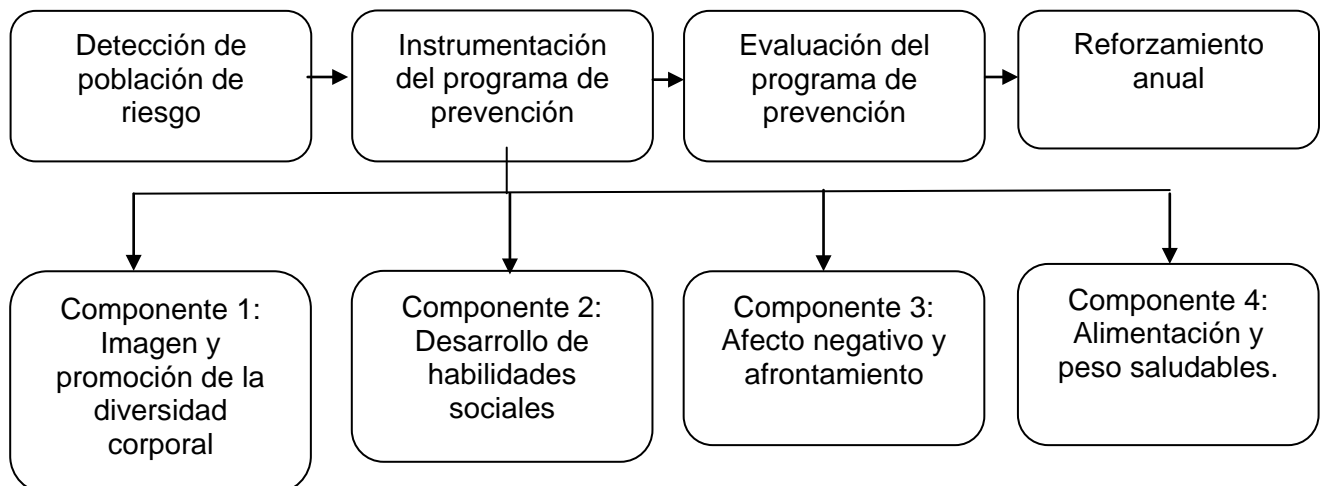 Detección de
población de
riesgo
Instrumentación
del programa de
prevención
Evaluación del
programa de
prevención
Reforzamiento
anual
Componente 1:
Imagen y
promoción de la
diversidad
corporal
Componente 2:
Desarrollo de
habilidades
sociales
Componente 3:
Afecto negativo y
afrontamiento
Componente 4:
Alimentación y
peso saludables.